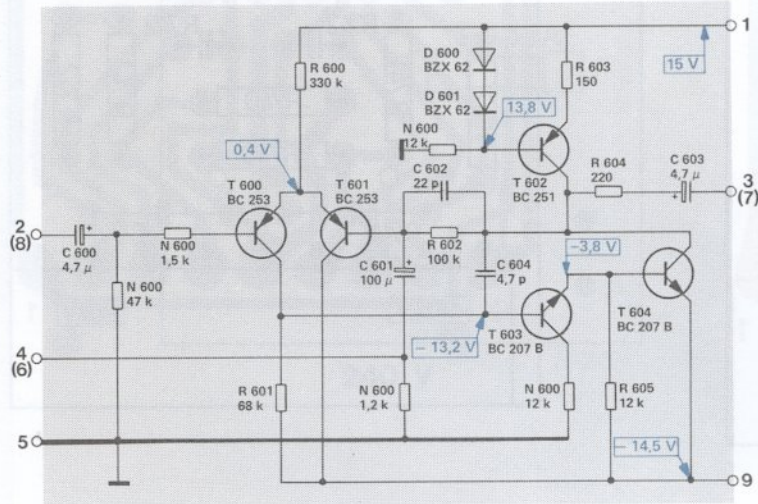 1
15 V
R 600
330 k
D 600
BZX 62
D 601
BZX 62
R 603
150
13,8 V
N 600
12 k
0,4 V
C 602
22 p
T 600
BC 253
T 601
BC 253
T 602
BC 251
R 604
220
C 603
4,7 µ
+
3
(7)
2
(8)
+
C 600
4,7 µ
N 600
1,5 k
C 601
100 µ
+
R 602
100 k
C 604
4,7 p
–3,8 V
N 600
47 k
T 604
BC 207 B
– 13,2 V
T 603
BC 207 B
4
(6)
R 601
68 k
N 600
1,2 k
N 600
12 k
R 605
12 k
5
– 14,5 V
9